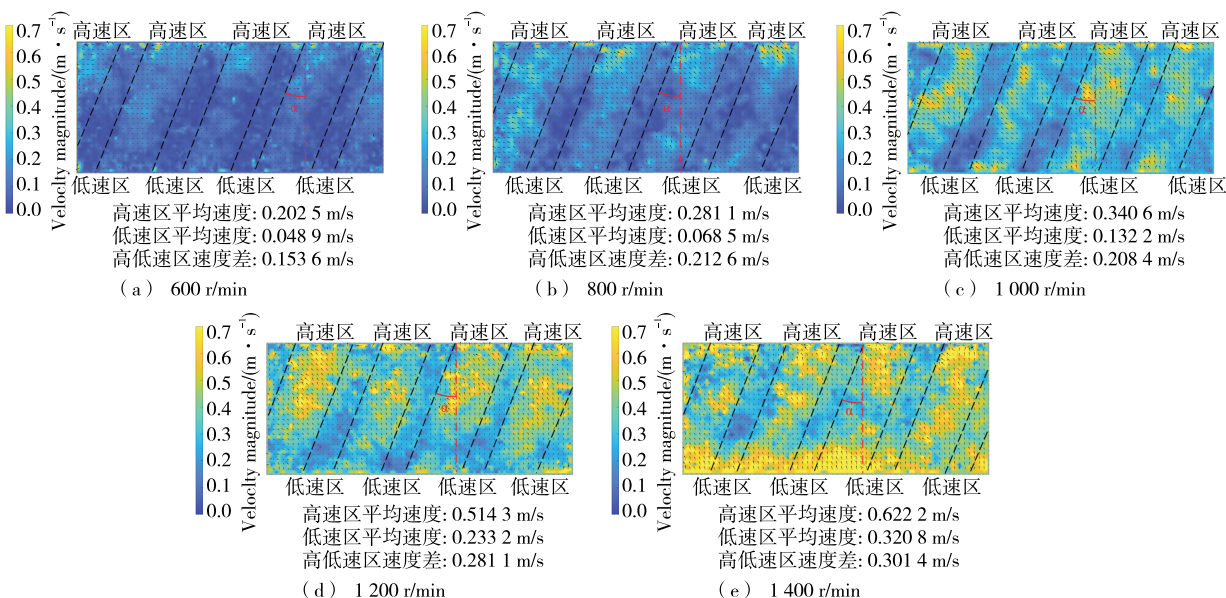 高速区 高速区 高速区 高速区
0.7
0.6
0.5
0.4
0.3
0.2
0.1
0.0
Veloclty magnitude/(m·s⁻¹)
α
低速区 低速区 低速区 低速区
高速区平均速度: 0.202 5 m/s
低速区平均速度: 0.048 9 m/s
高低速区速度差: 0.153 6 m/s
(a) 600 r/min
高速区 高速区 高速区 高速区
0.7
0.6
0.5
0.4
0.3
0.2
0.1
0.0
Veloclty magnitude/(m·s⁻¹)
α
低速区 低速区 低速区 低速区
高速区平均速度: 0.281 1 m/s
低速区平均速度: 0.068 5 m/s
高低速区速度差: 0.212 6 m/s
(b) 800 r/min
高速区 高速区 高速区 高速区
0.7
0.6
0.5
0.4
0.3
0.2
0.1
0.0
Veloclty magnitude/(m·s⁻¹)
α
低速区 低速区 低速区 低速区
高速区平均速度: 0.340 6 m/s
低速区平均速度: 0.132 2 m/s
高低速区速度差: 0.208 4 m/s
(c) 1 000 r/min
高速区 高速区 高速区 高速区
0.7
0.6
0.5
0.4
0.3
0.2
0.1
0.0
Veloclty magnitude/(m·s⁻¹)
α
低速区 低速区 低速区 低速区
高速区平均速度: 0.514 3 m/s
低速区平均速度: 0.233 2 m/s
高低速区速度差: 0.281 1 m/s
(d) 1 200 r/min
高速区 高速区 高速区 高速区
0.7
0.6
0.5
0.4
0.3
0.2
0.1
0.0
Veloclty magnitude/(m·s⁻¹)
α
低速区 低速区 低速区 低速区
高速区平均速度: 0.622 2 m/s
低速区平均速度: 0.320 8 m/s
高低速区速度差: 0.301 4 m/s
(e) 1 400 r/min